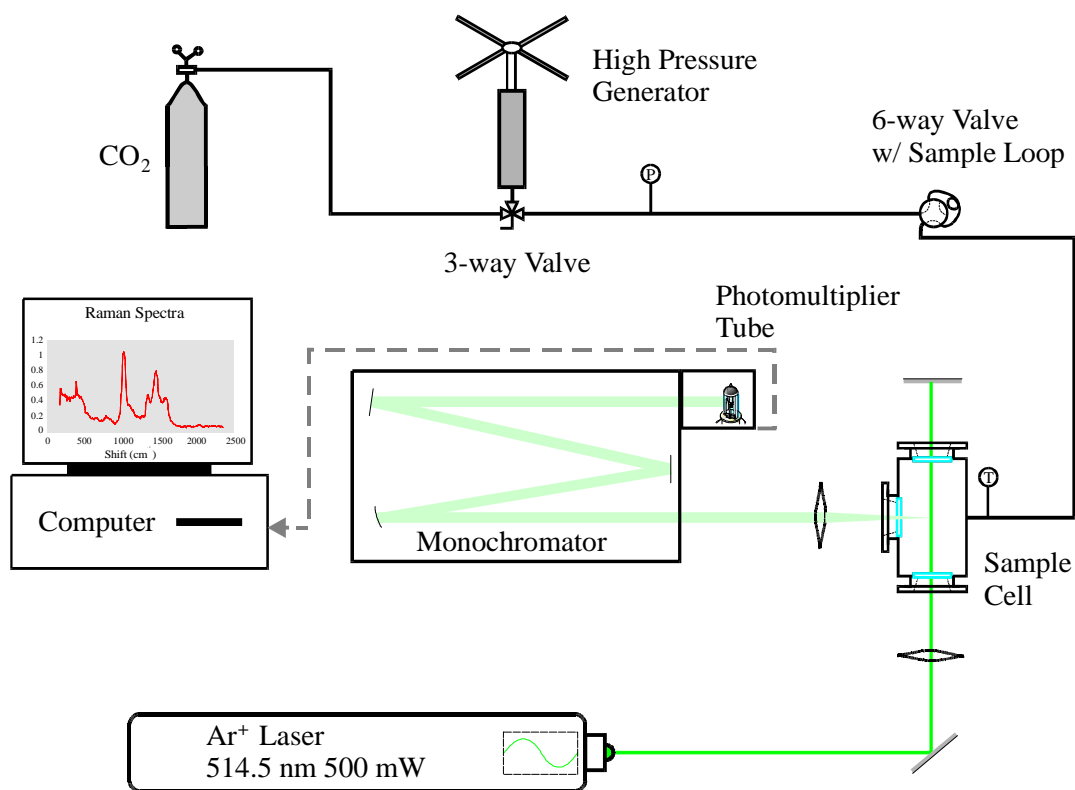 High Pressure
Generator
6-way Valve
w/ Sample Loop
CO₂
P
3-way Valve
Photomultiplier
Tube
Raman Spectra
1.2
1
0.8
0.6
0.4
0.2
0
0 500 1000 1500 2000 2500
Shift (cm⁻)
T
Computer
Monochromator
Sample
Cell
Ar⁺ Laser
514.5 nm 500 mW